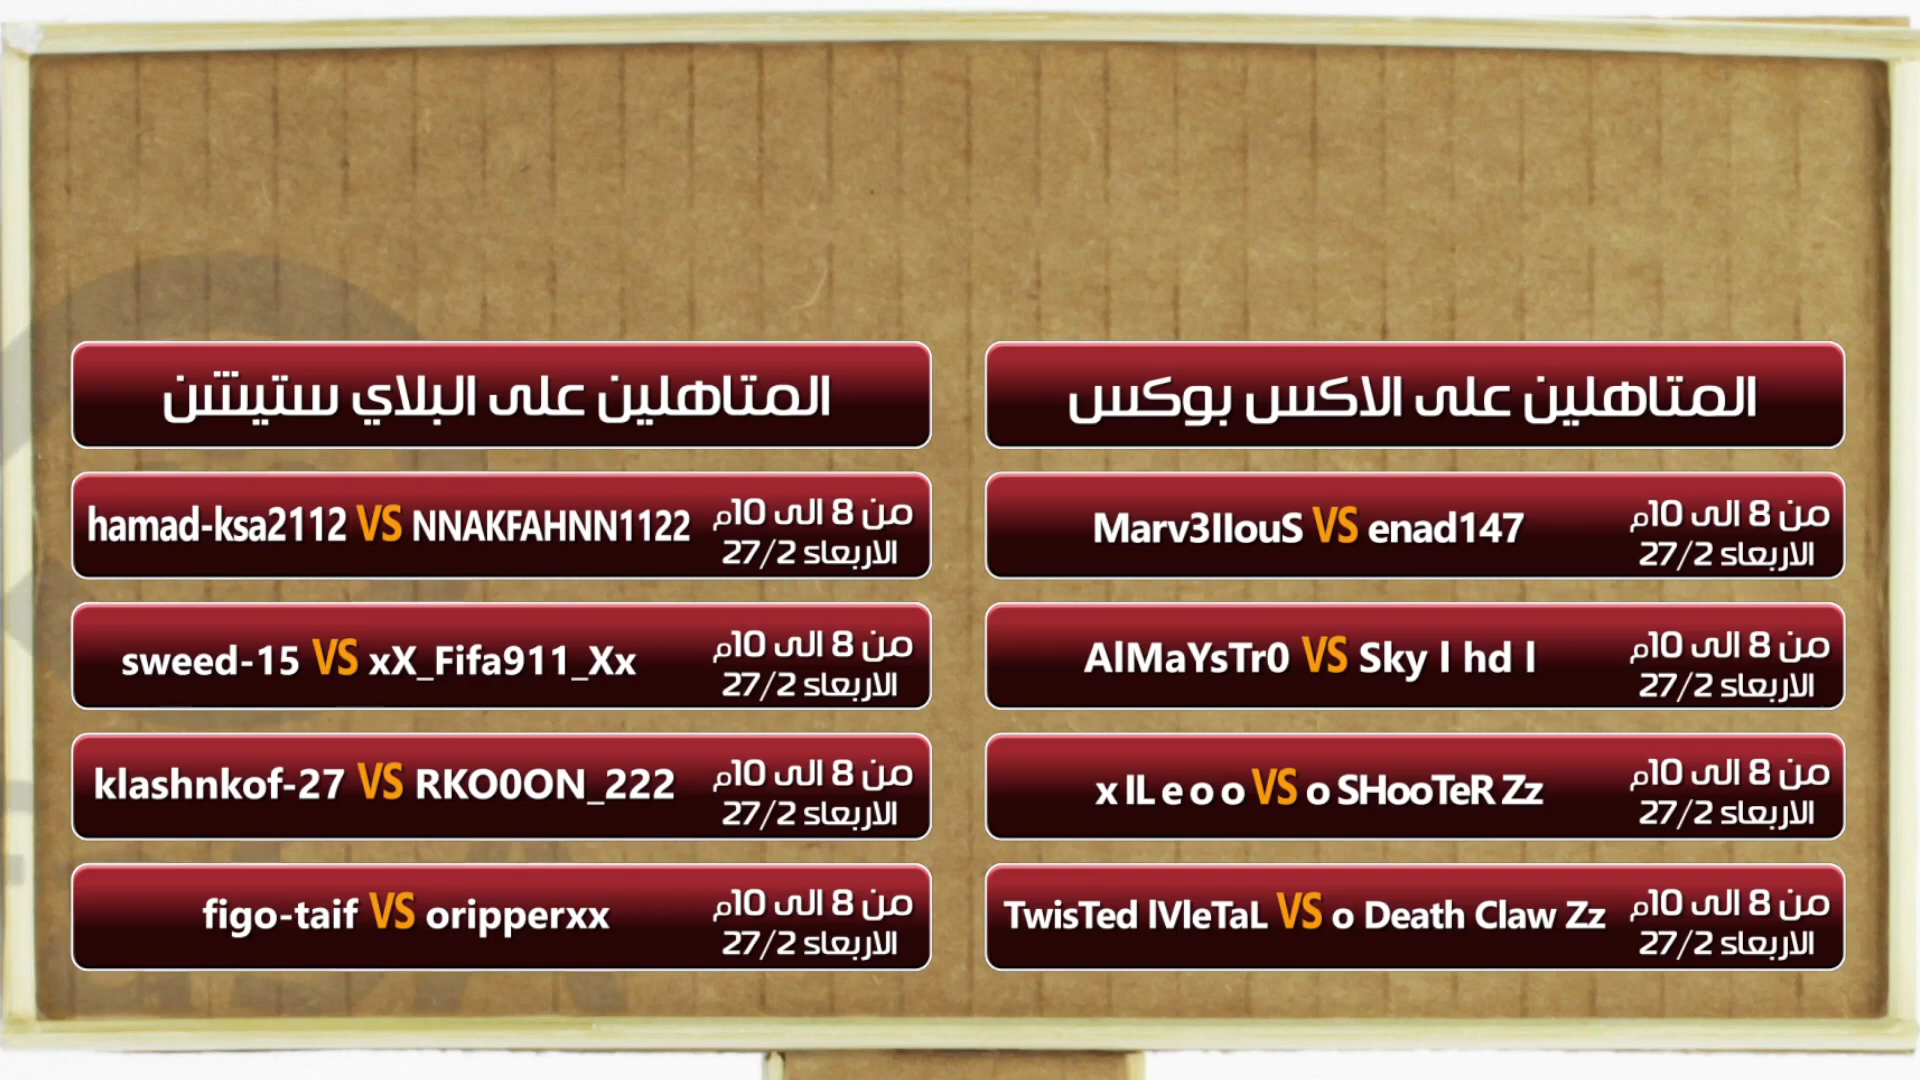 المتاهلين على الاكس بوكس
Marv3IIouS VS enad147
من 8 الى 10م
الاربعاء 27/2
AlMaYsTr0 VS Sky l hd l
من 8 الى 10م
الاربعاء 27/2
x lL e o o VS o SHooTeR Zz
من 8 الى 10م
الاربعاء 27/2
TwisTed lVleTaL VS o Death Claw Zz
من 8 الى 10م
الاربعاء 27/2
المتاهلين على البلاي ستيشن
hamad-ksa2112 VS NNAKFAHNN1122
من 8 الى 10م
الاربعاء 27/2
sweed-15 VS xX_Fifa911_Xx
من 8 الى 10م
الاربعاء 27/2
klashnkof-27 VS RKO0ON_222
من 8 الى 10م
الاربعاء 27/2
figo-taif VS oripperxx
من 8 الى 10م
الاربعاء 27/2